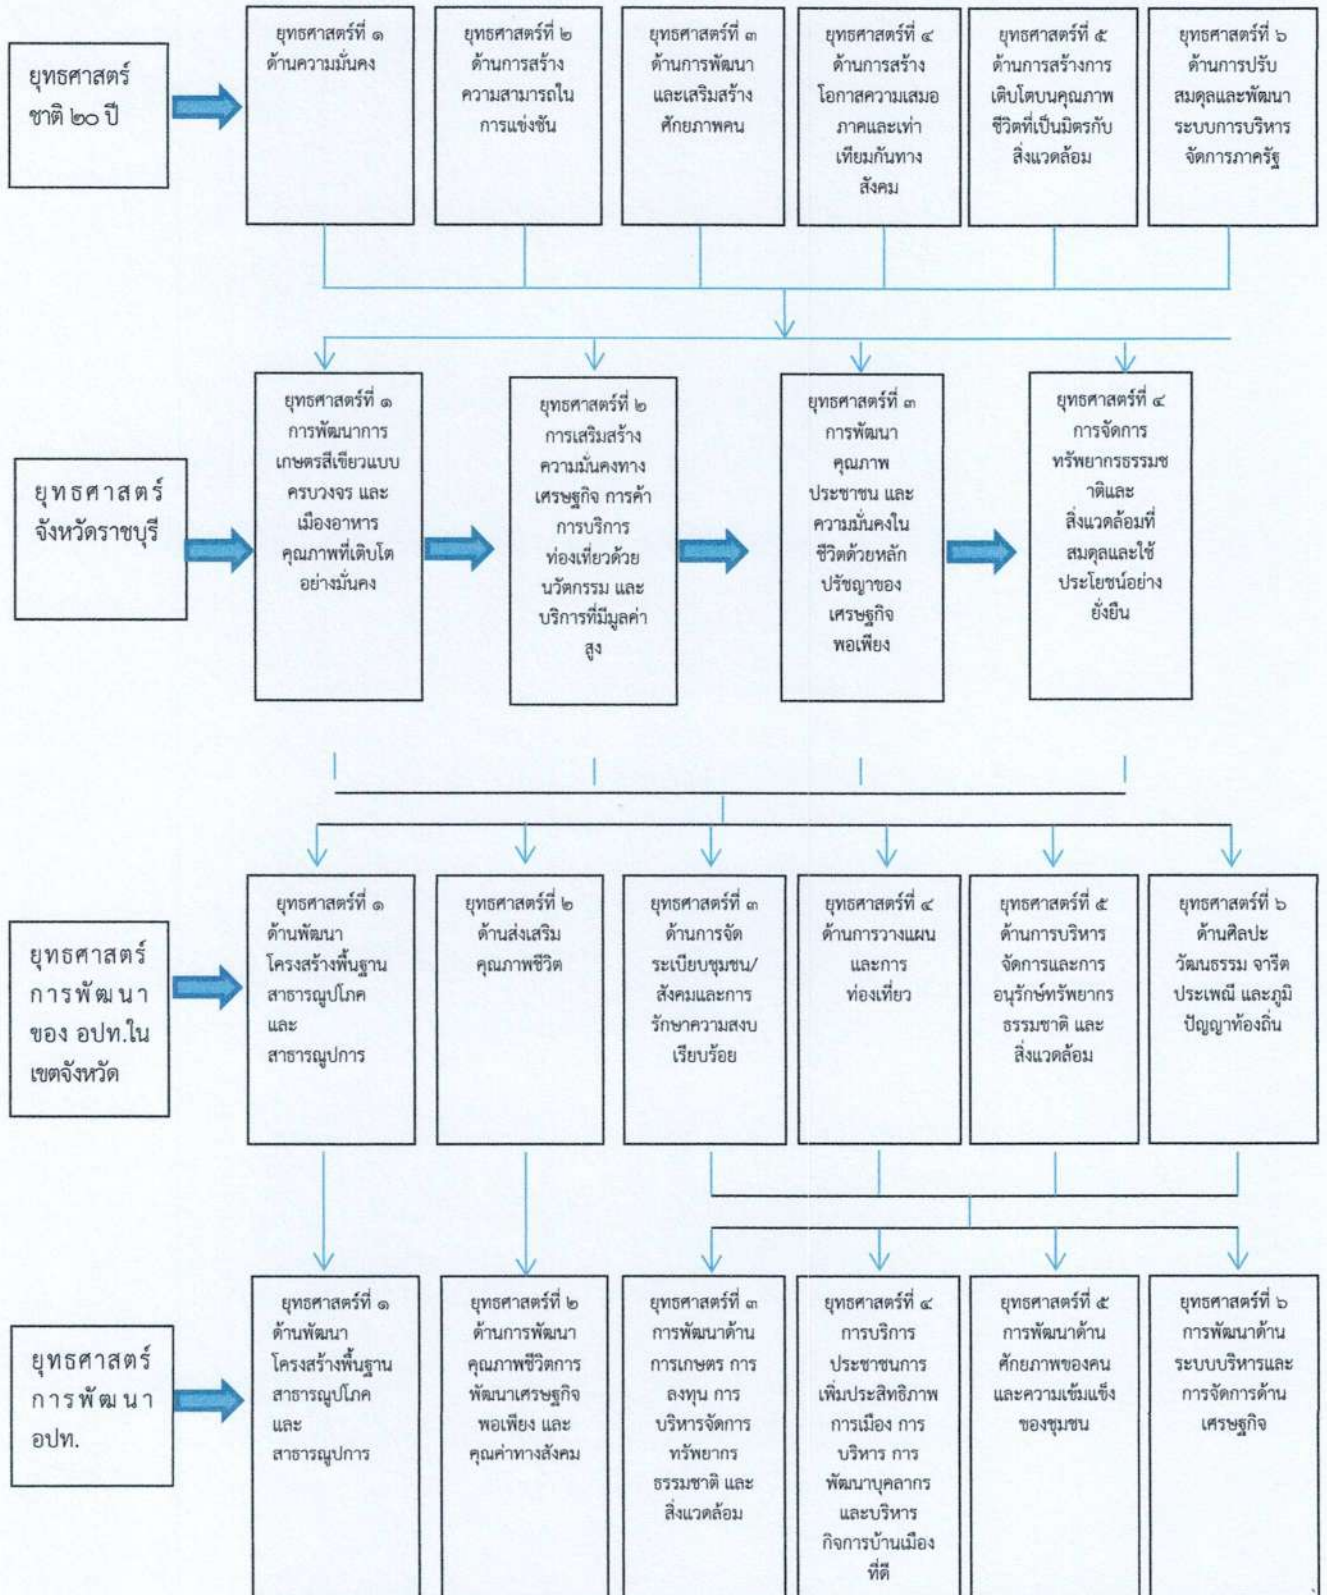 ยุทธศาสตร์
ชาติ ๒๐ ปี
ยุทธศาสตร์ที่ ๑
ด้านความมั่นคง
ยุทธศาสตร์ที่ ๒
ด้านการสร้าง
ความสามารถใน
การแข่งขัน
ยุทธศาสตร์ที่ ๓
ด้านการพัฒนา
และเสริมสร้าง
ศักยภาพคน
ยุทธศาสตร์ที่ ๔
ด้านการสร้าง
โอกาสความเสมอ
ภาคและเท่า
เทียมกันทาง
สังคม
ยุทธศาสตร์ที่ ๕
ด้านการสร้างการ
เติบโตบนคุณภาพ
ชีวิตที่เป็นมิตรกับ
สิ่งแวดล้อม
ยุทธศาสตร์ที่ ๖
ด้านการปรับ
สมดุลและพัฒนา
ระบบการบริหาร
จัดการภาครัฐ
ยุทธศาสตร์
จังหวัดราชบุรี
ยุทธศาสตร์ที่ ๑
การพัฒนาการ
เกษตรสีเขียวแบบ
ครบวงจร และ
เมืองอาหาร
คุณภาพที่เติบโต
อย่างมั่นคง
ยุทธศาสตร์ที่ ๒
การเสริมสร้าง
ความมั่นคงทาง
เศรษฐกิจ การค้า
การบริการ
ท่องเที่ยวด้วย
นวัตกรรม และ
บริการที่มีมูลค่า
สูง
ยุทธศาสตร์ที่ ๓
การพัฒนา
คุณภาพ
ประชาชน และ
ความมั่นคงใน
ชีวิตด้วยหลัก
ปรัชญาของ
เศรษฐกิจ
พอเพียง
ยุทธศาสตร์ที่ ๔
การจัดการ
ทรัพยากรธรรมช
าติและ
สิ่งแวดล้อมที่
สมดุลและใช้
ประโยชน์อย่าง
ยั่งยืน
ยุทธศาสตร์
การพัฒนา
ของ อปท.ใน
เขตจังหวัด
ยุทธศาสตร์ที่ ๑
ด้านพัฒนา
โครงสร้างพื้นฐาน
สาธารณูปโภค
และ
สาธารณูปการ
ยุทธศาสตร์ที่ ๒
ด้านส่งเสริม
คุณภาพชีวิต
ยุทธศาสตร์ที่ ๓
ด้านการจัด
ระเบียบชุมชน/
สังคมและการ
รักษาความสงบ
เรียบร้อย
ยุทธศาสตร์ที่ ๔
ด้านการวางแผน
และการ
ท่องเที่ยว
ยุทธศาสตร์ที่ ๕
ด้านการบริหาร
จัดการและการ
อนุรักษ์ทรัพยากร
ธรรมชาติ และ
สิ่งแวดล้อม
ยุทธศาสตร์ที่ ๖
ด้านศิลปะ
วัฒนธรรม จารีต
ประเพณี และภูมิ
ปัญญาท้องถิ่น
ยุทธศาสตร์
การพัฒนา
อปท.
ยุทธศาสตร์ที่ ๑
ด้านพัฒนา
โครงสร้างพื้นฐาน
สาธารณูปโภค
และ
สาธารณูปการ
ยุทธศาสตร์ที่ ๒
ด้านการพัฒนา
คุณภาพชีวิตการ
พัฒนาเศรษฐกิจ
พอเพียง และ
คุณค่าทางสังคม
ยุทธศาสตร์ที่ ๓
การพัฒนาด้าน
การเกษตร การ
ลงทุน การ
บริหารจัดการ
ทรัพยากร
ธรรมชาติ และ
สิ่งแวดล้อม
ยุทธศาสตร์ที่ ๔
การบริการ
ประชาชนการ
เพิ่มประสิทธิภาพ
การเมือง การ
บริหาร การ
พัฒนาบุคลากร
และบริหาร
กิจการบ้านเมือง
ที่ดี
ยุทธศาสตร์ที่ ๕
การพัฒนาด้าน
ศักยภาพของคน
และความเข้มแข็ง
ของชุมชน
ยุทธศาสตร์ที่ ๖
การพัฒนาด้าน
ระบบบริหารและ
การจัดการด้าน
เศรษฐกิจ